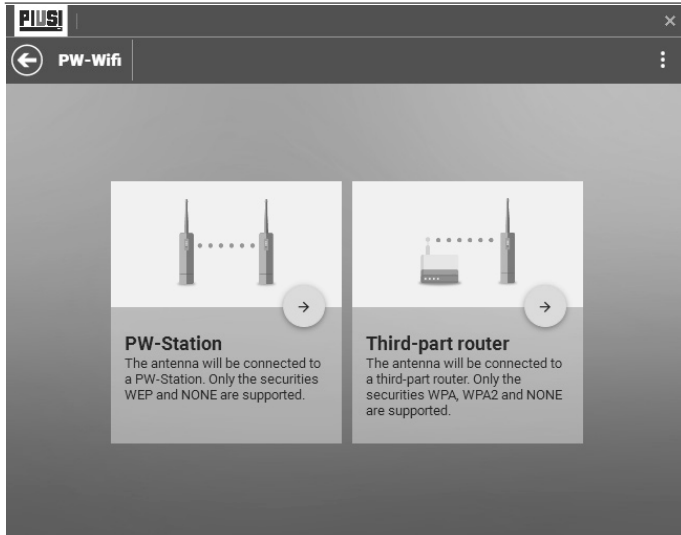 PIUSI
PW-Wifi
PW-Station
The antenna will be connected to
a PW-Station. Only the securities
WEP and NONE are supported.
Third-part router
The antenna will be connected to
a third-part router. Only the
securities WPA, WPA2 and NONE
are supported.